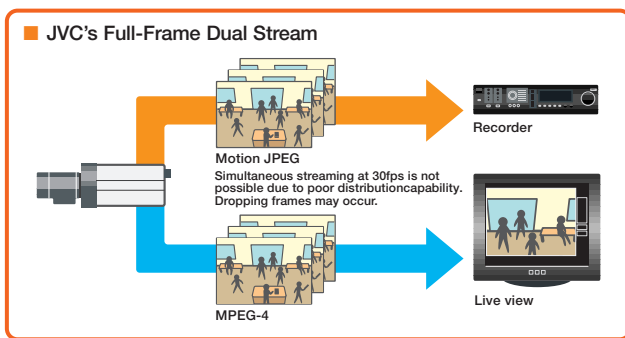 JVC's Full-Frame Dual Stream
Motion JPEG
Simultaneous streaming at 30fps is not
possible due to poor distributioncapability.
Dropping frames may occur.
Recorder
MPEG-4
Live view